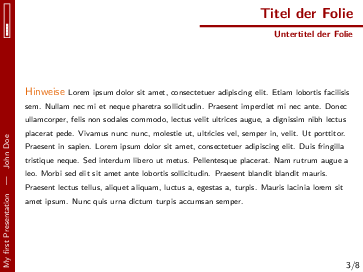 Titel der Folie
Untertitel der Folie
Hinweise Lorem ipsum dolor sit amet, consectetuer adipiscing elit. Etiam lobortis facilisis
sem. Nullam nec mi et neque pharetra sollicitudin. Praesent imperdiet mi nec ante. Donec
ullamcorper, felis non sodales commodo, lectus velit ultrices augue, a dignissim nibh lectus
placerat pede. Vivamus nunc nunc, molestie ut, ultricies vel, semper in, velit. Ut porttitor.
Praesent in sapien. Lorem ipsum dolor sit amet, consectetuer adipiscing elit. Duis fringilla
tristique neque. Sed interdum libero ut metus. Pellentesque placerat. Nam rutrum augue a
leo. Morbi sed elit sit amet ante lobortis sollicitudin. Praesent blandit blandit mauris.
Praesent lectus tellus, aliquet aliquam, luctus a, egestas a, turpis. Mauris lacinia lorem sit
amet ipsum. Nunc quis urna dictum turpis accumsan semper.
My first Presentation — John Doe
3/8